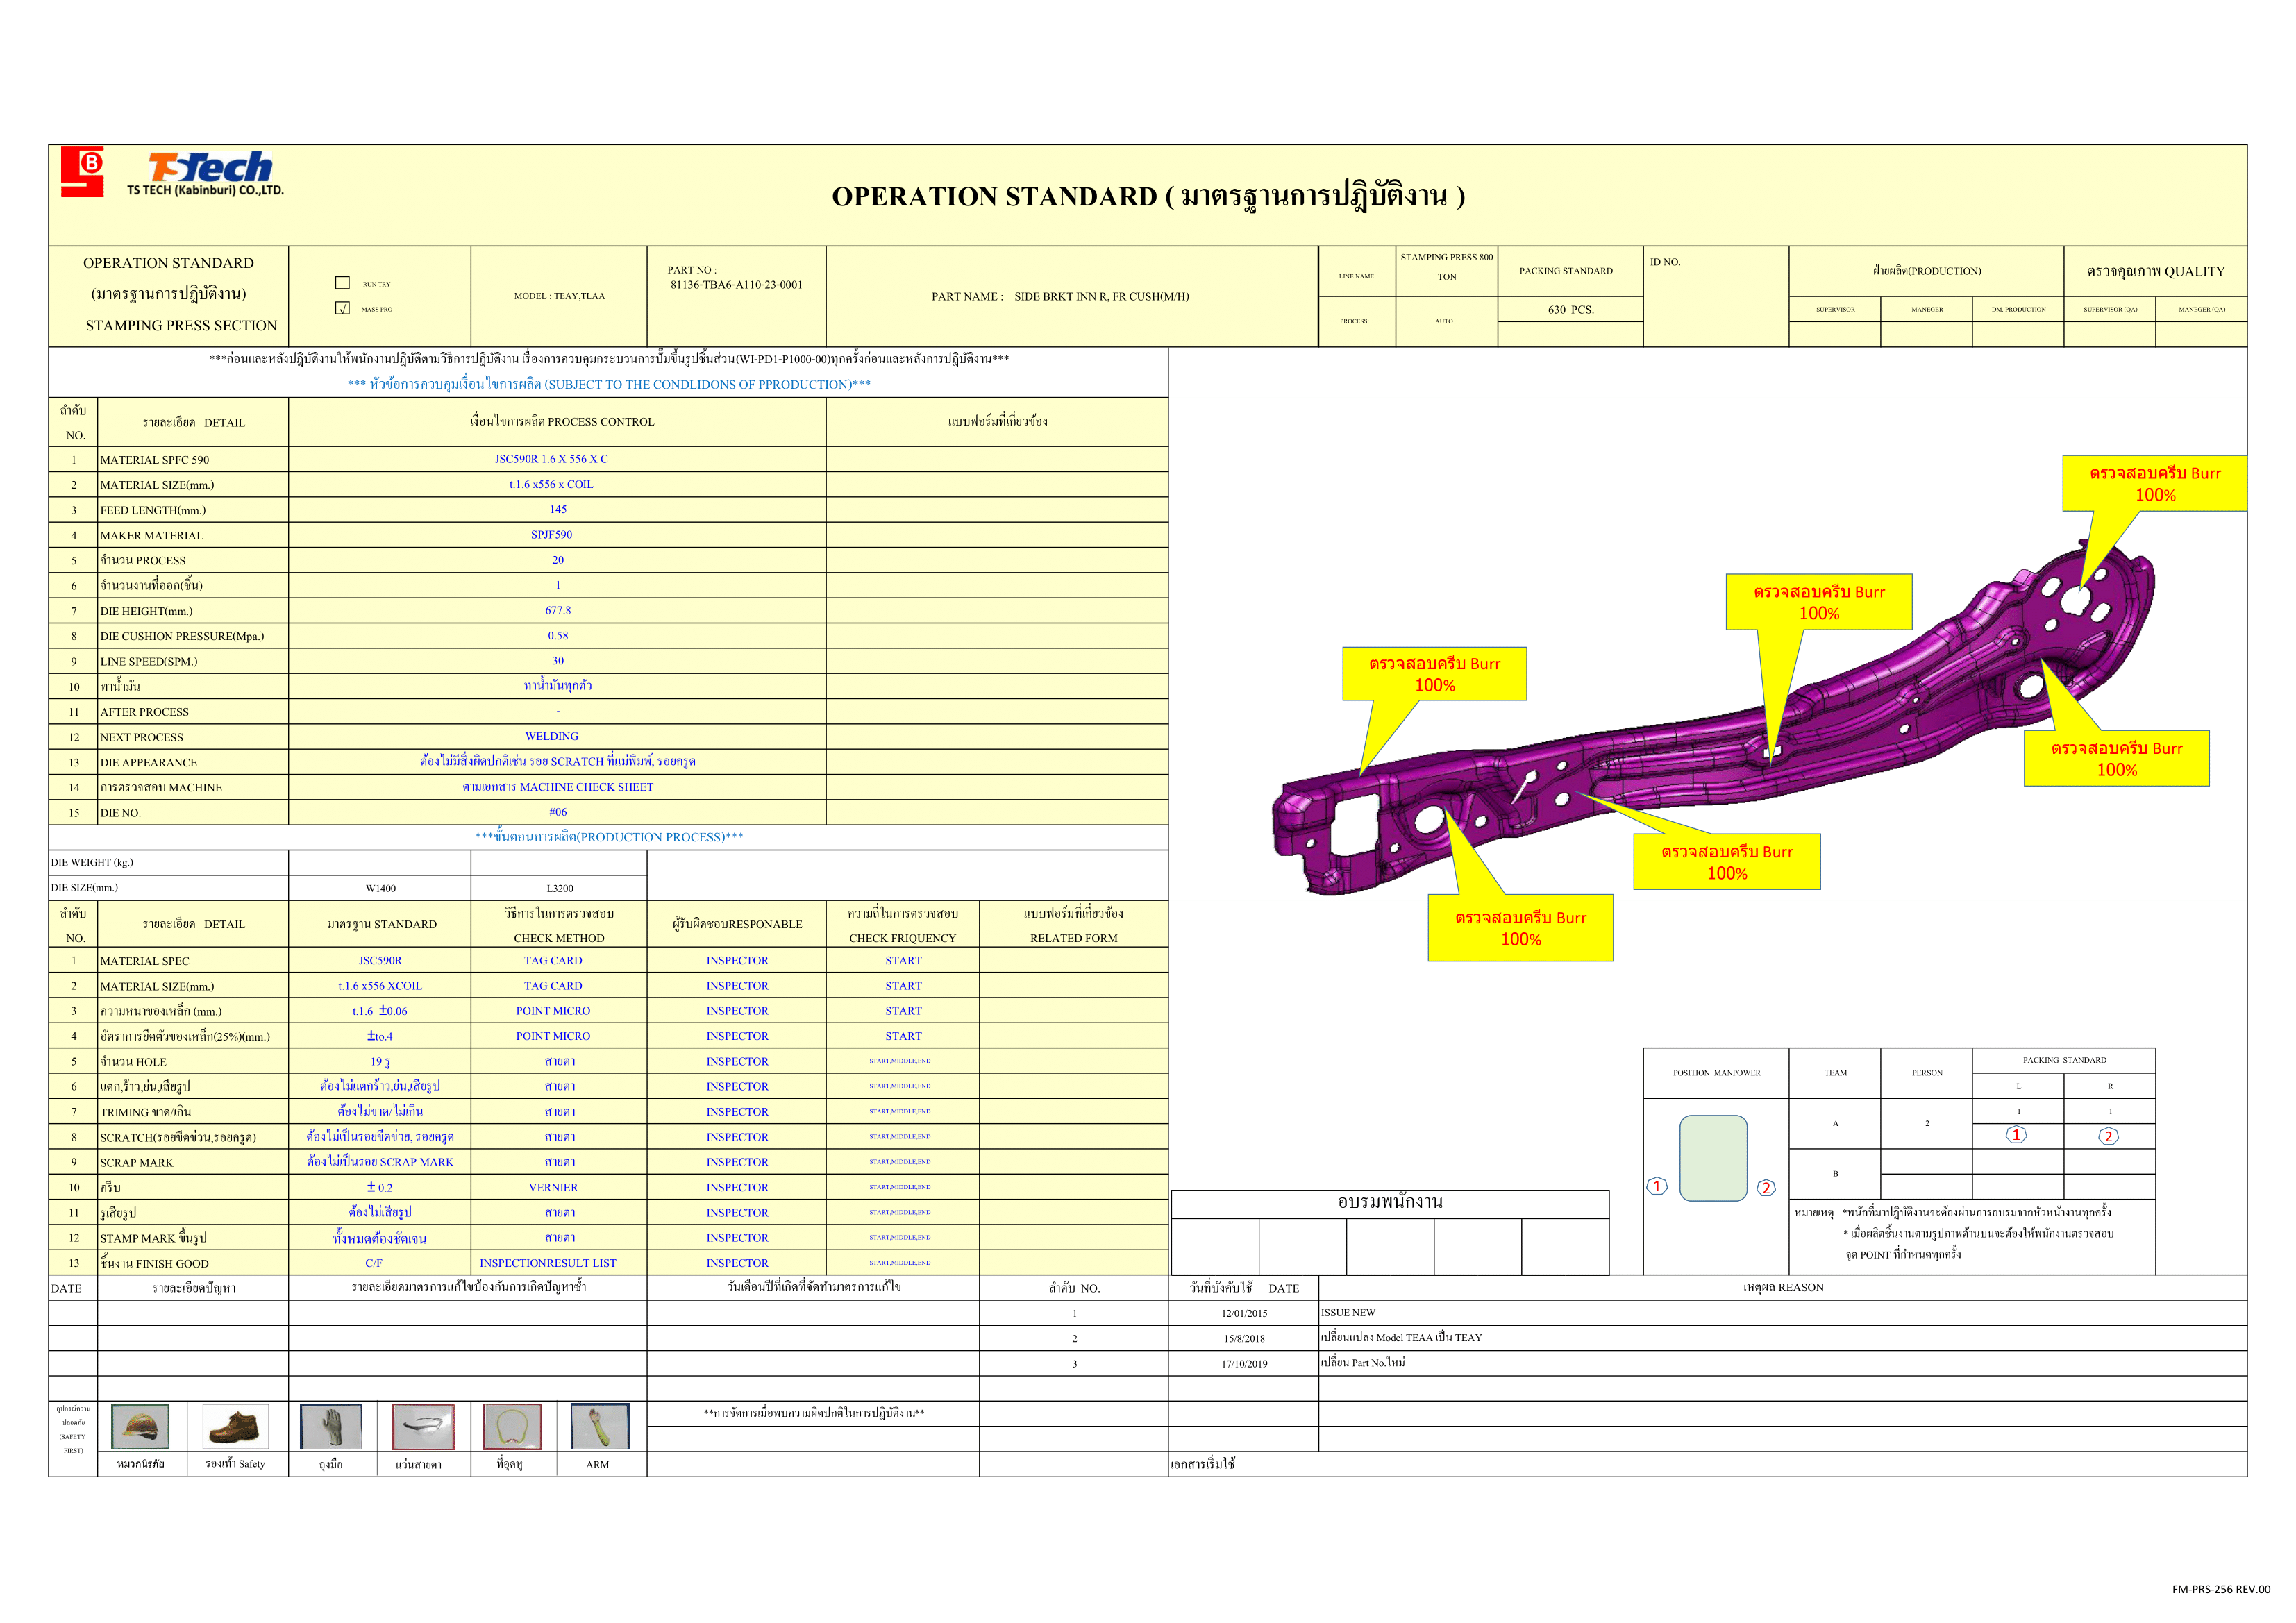 B
TSTech
TS TECH (Kabinburi) CO.,LTD.
OPERATION STANDARD ( มาตรฐานการปฎิบัติงาน )
OPERATION STANDARD
(มาตรฐานการปฎิบัติงาน)
STAMPING PRESS SECTION
RUN TRY
√ MASS PRO
MODEL : TEAY,TLAA
PART NO :
81136-TBA6-A110-23-0001
PART NAME : SIDE BRKT INN R, FR CUSH(M/H)
LINE NAME:
STAMPING PRESS 800
TON
PROCESS:
AUTO
PACKING STANDARD
630 PCS.
ID NO.
ฝ่ายผลิต(PRODUCTION)
ตรวจคุณภาพ QUALITY
SUPERVISOR MANEGER DM. PRODUCTION SUPERVISOR (QA) MANEGER (QA)
***ก่อนและหลังปฎิบัติงานให้พนักงานปฎิบัติตามวิธีการปฎิบัติงาน เรื่องการควบคุมกระบวนการปั๊มขึ้นรูปชิ้นส่วน(WI-PD1-P1000-00)ทุกครั้งก่อนและหลังการปฎิบัติงาน***
*** หัวข้อการควบคุมเงื่อนไขการผลิต (SUBJECT TO THE CONDLIDONS OF PPRODUCTION)***
ลำดับ
NO.
รายละเอียด DETAIL
เงื่อนไขการผลิต PROCESS CONTROL
แบบฟอร์มที่เกี่ยวข้อง
1 MATERIAL SPFC 590 JSC590R 1.6 X 556 X C
2 MATERIAL SIZE(mm.) t.1.6 x556 x COIL
3 FEED LENGTH(mm.) 145
4 MAKER MATERIAL SPJF590
5 จำนวน PROCESS 20
6 จำนวนงานที่ออก(ชิ้น) 1
7 DIE HEIGHT(mm.) 677.8
8 DIE CUSHION PRESSURE(Mpa.) 0.58
9 LINE SPEED(SPM.) 30
10 ทาน้ำมัน ทาน้ำมันทุกตัว
11 AFTER PROCESS -
12 NEXT PROCESS WELDING
13 DIE APPEARANCE ต้องไม่มีสิ่งผิดปกติเช่น รอย SCRATCH ที่แม่พิมพ์, รอยครูด
14 การตรวจสอบ MACHINE ตามเอกสาร MACHINE CHECK SHEET
15 DIE NO. #06
***ขั้นตอนการผลิต(PRODUCTION PROCESS)***
DIE WEIGHT (kg.)
DIE SIZE(mm.) W1400 L3200
ลำดับ
NO.
รายละเอียด DETAIL
มาตรฐาน STANDARD
วิธีการในการตรวจสอบ
CHECK METHOD
ผู้รับผิดชอบRESPONABLE
ความถี่ในการตรวจสอบ
CHECK FRIQUENCY
แบบฟอร์มที่เกี่ยวข้อง
RELATED FORM
1 MATERIAL SPEC JSC590R TAG CARD INSPECTOR START
2 MATERIAL SIZE(mm.) t.1.6 x556 XCOIL TAG CARD INSPECTOR START
3 ความหนาของเหล็ก (mm.) t.1.6 ±0.06 POINT MICRO INSPECTOR START
4 อัตราการยืดตัวของเหล็ก(25%)(mm.) ±to.4 POINT MICRO INSPECTOR START
5 จำนวน HOLE 19 รู สายตา INSPECTOR START,MIDDLE,END
6 แตก,ร้าว,ย่น,เสียรูป ต้องไม่แตกร้าว,ย่น,เสียรูป สายตา INSPECTOR START,MIDDLE,END
7 TRIMING ขาด/เกิน ต้องไม่ขาด/ไม่เกิน สายตา INSPECTOR START,MIDDLE,END
8 SCRATCH(รอยขีดข่วน,รอยครูด) ต้องไม่เป็นรอยขีดข่วย, รอยครูด สายตา INSPECTOR START,MIDDLE,END
9 SCRAP MARK ต้องไม่เป็นรอย SCRAP MARK สายตา INSPECTOR START,MIDDLE,END
10 ครีบ ± 0.2 VERNIER INSPECTOR START,MIDDLE,END
11 รูเสียรูป ต้องไม่เสียรูป สายตา INSPECTOR START,MIDDLE,END
12 STAMP MARK ขึ้นรูป ทั้งหมดต้องชัดเจน สายตา INSPECTOR START,MIDDLE,END
13 ชิ้นงาน FINISH GOOD C/F INSPECTIONRESULT LIST INSPECTOR START,MIDDLE,END
ตรวจสอบครีบ Burr
100%
ตรวจสอบครีบ Burr
100%
ตรวจสอบครีบ Burr
100%
ตรวจสอบครีบ Burr
100%
ตรวจสอบครีบ Burr
100%
ตรวจสอบครีบ Burr
100%
อบรมพนักงาน
POSITION MANPOWER TEAM PERSON PACKING STANDARD
L R
A 2 1 1
1 2
B
1 2
หมายเหตุ *พนักที่มาปฎิบัติงานจะต้องผ่านการอบรมจากหัวหน้างานทุกครั้ง
* เมื่อผลิตชิ้นงานตามรูปภาพด้านบนจะต้องให้พนักงานตรวจสอบ
จุด POINT ที่กำหนดทุกครั้ง
DATE รายละเอียดปัญหา รายละเอียดมาตรการแก้ไขป้องกันการเกิดปัญหาซ้ำ วันเดือนปีที่เกิดที่จัดทำมาตรการแก้ไข ลำดับ NO. วันที่บังคับใช้ DATE เหตุผล REASON
1 12/01/2015 ISSUE NEW
2 15/8/2018 เปลี่ยนแปลง Model TEAA เป็น TEAY
3 17/10/2019 เปลี่ยน Part No.ใหม่
อุปกรณ์ความ
ปลอดภัย
(SAFETY
FIRST)
**การจัดการเมื่อพบความผิดปกติในการปฎิบัติงาน**
หมวกนิรภัย รองเท้า Safety ถุงมือ แว่นสายตา ที่อุดหู ARM
เอกสารเริ่มใช้
FM-PRS-256 REV.00